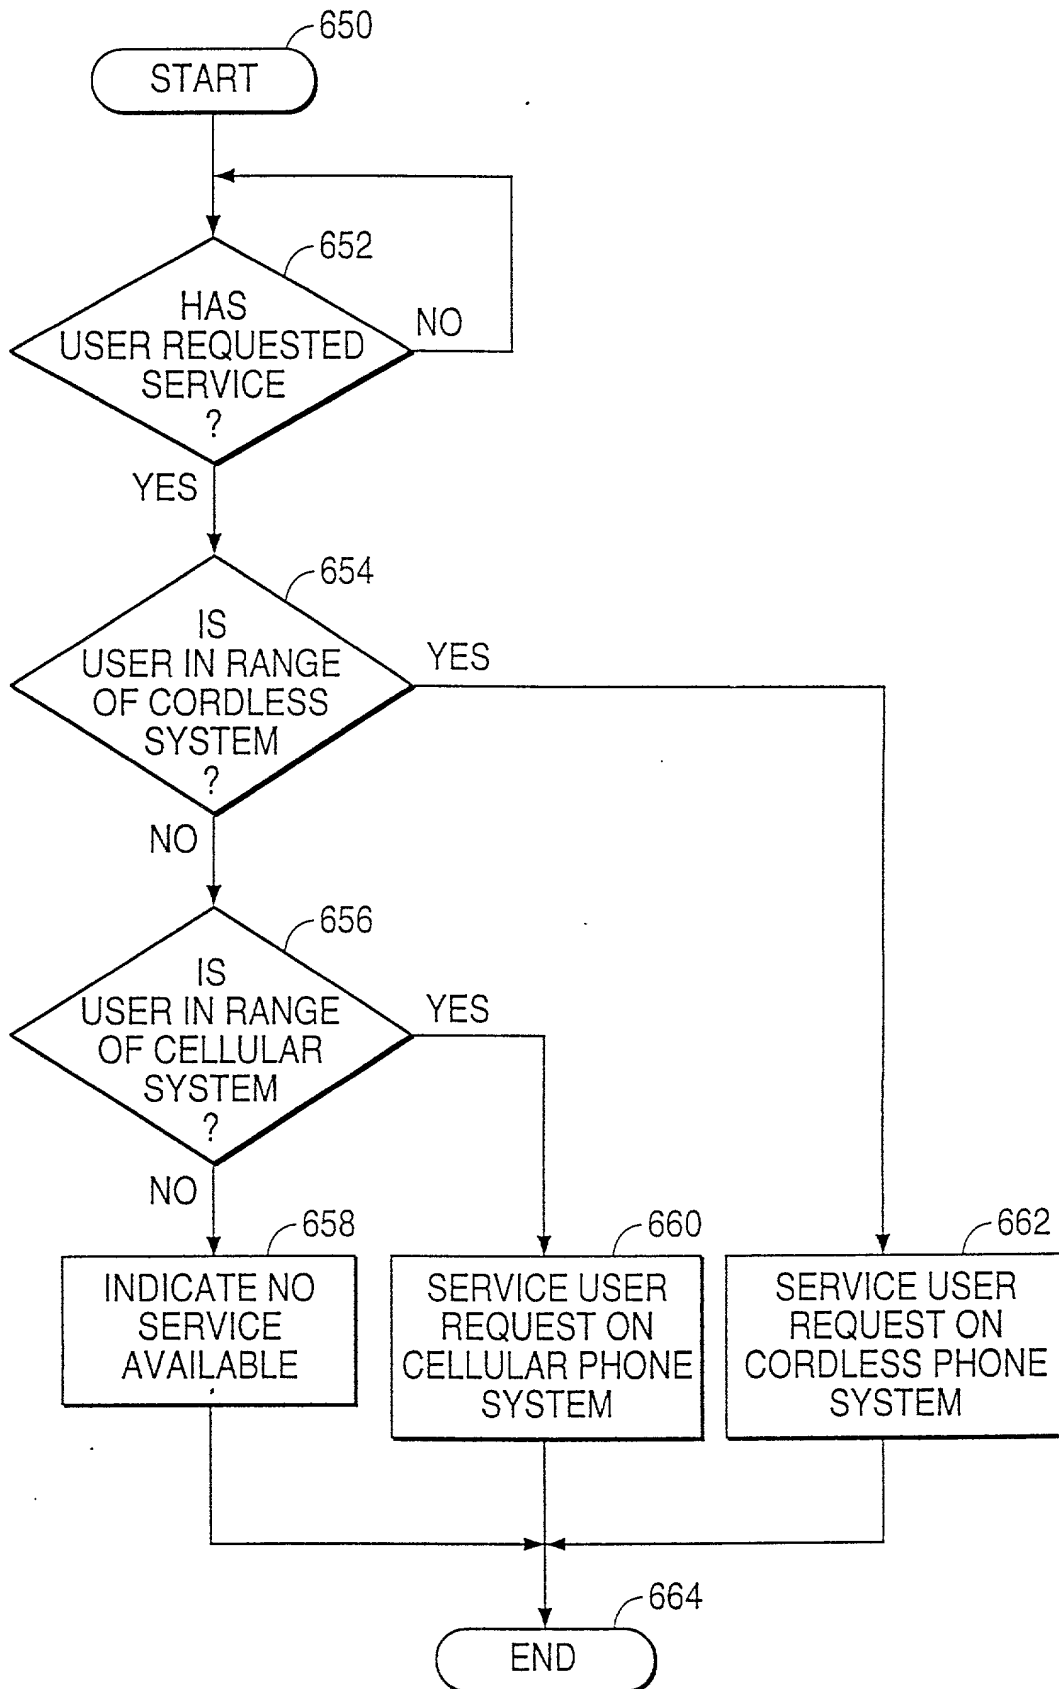 650
START
652
HAS
USER REQUESTED
SERVICE
?
NO
YES
654
IS
USER IN RANGE
OF CORDLESS
SYSTEM
?
YES
NO
656
IS
USER IN RANGE
OF CELLULAR
SYSTEM
?
YES
NO
658
INDICATE NO
SERVICE
AVAILABLE
660
SERVICE USER
REQUEST ON
CELLULAR PHONE
SYSTEM
662
SERVICE USER
REQUEST ON
CORDLESS PHONE
SYSTEM
664
END